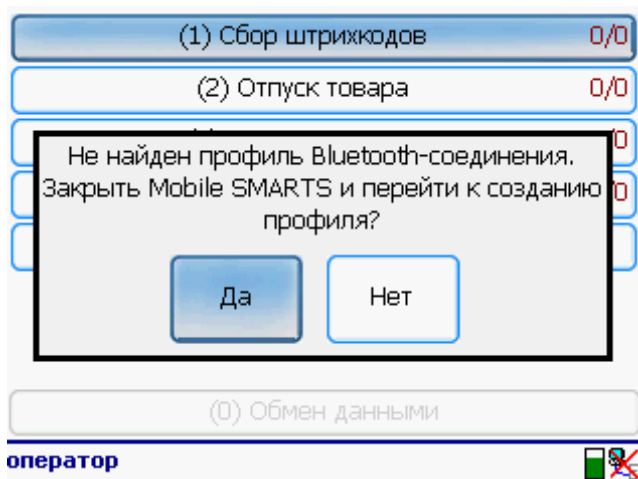 (1) Сбор штрихкодов 0/0
(2) Отпуск товара 0/0
Не найден профиль Bluetooth-соединения.
Закрыть Mobile SMARTS и перейти к созданию
профиля?
Да Нет
(0) Обмен данными
оператор